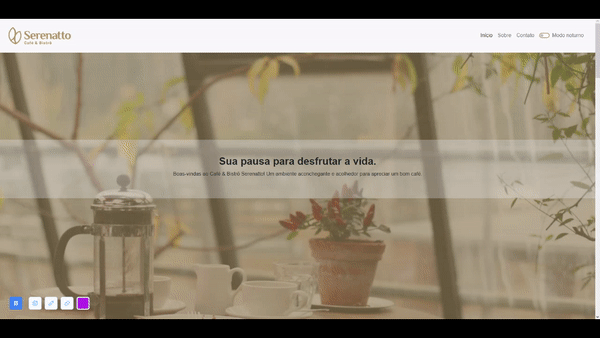 Serenatto
Café & Bistrô
Início Sobre Contato Modo noturno
Sua pausa para desfrutar a vida.
Boas-vindas ao Café & Bistrô Serenatto! Um ambiente aconchegante e acolhedor para apreciar um bom café.